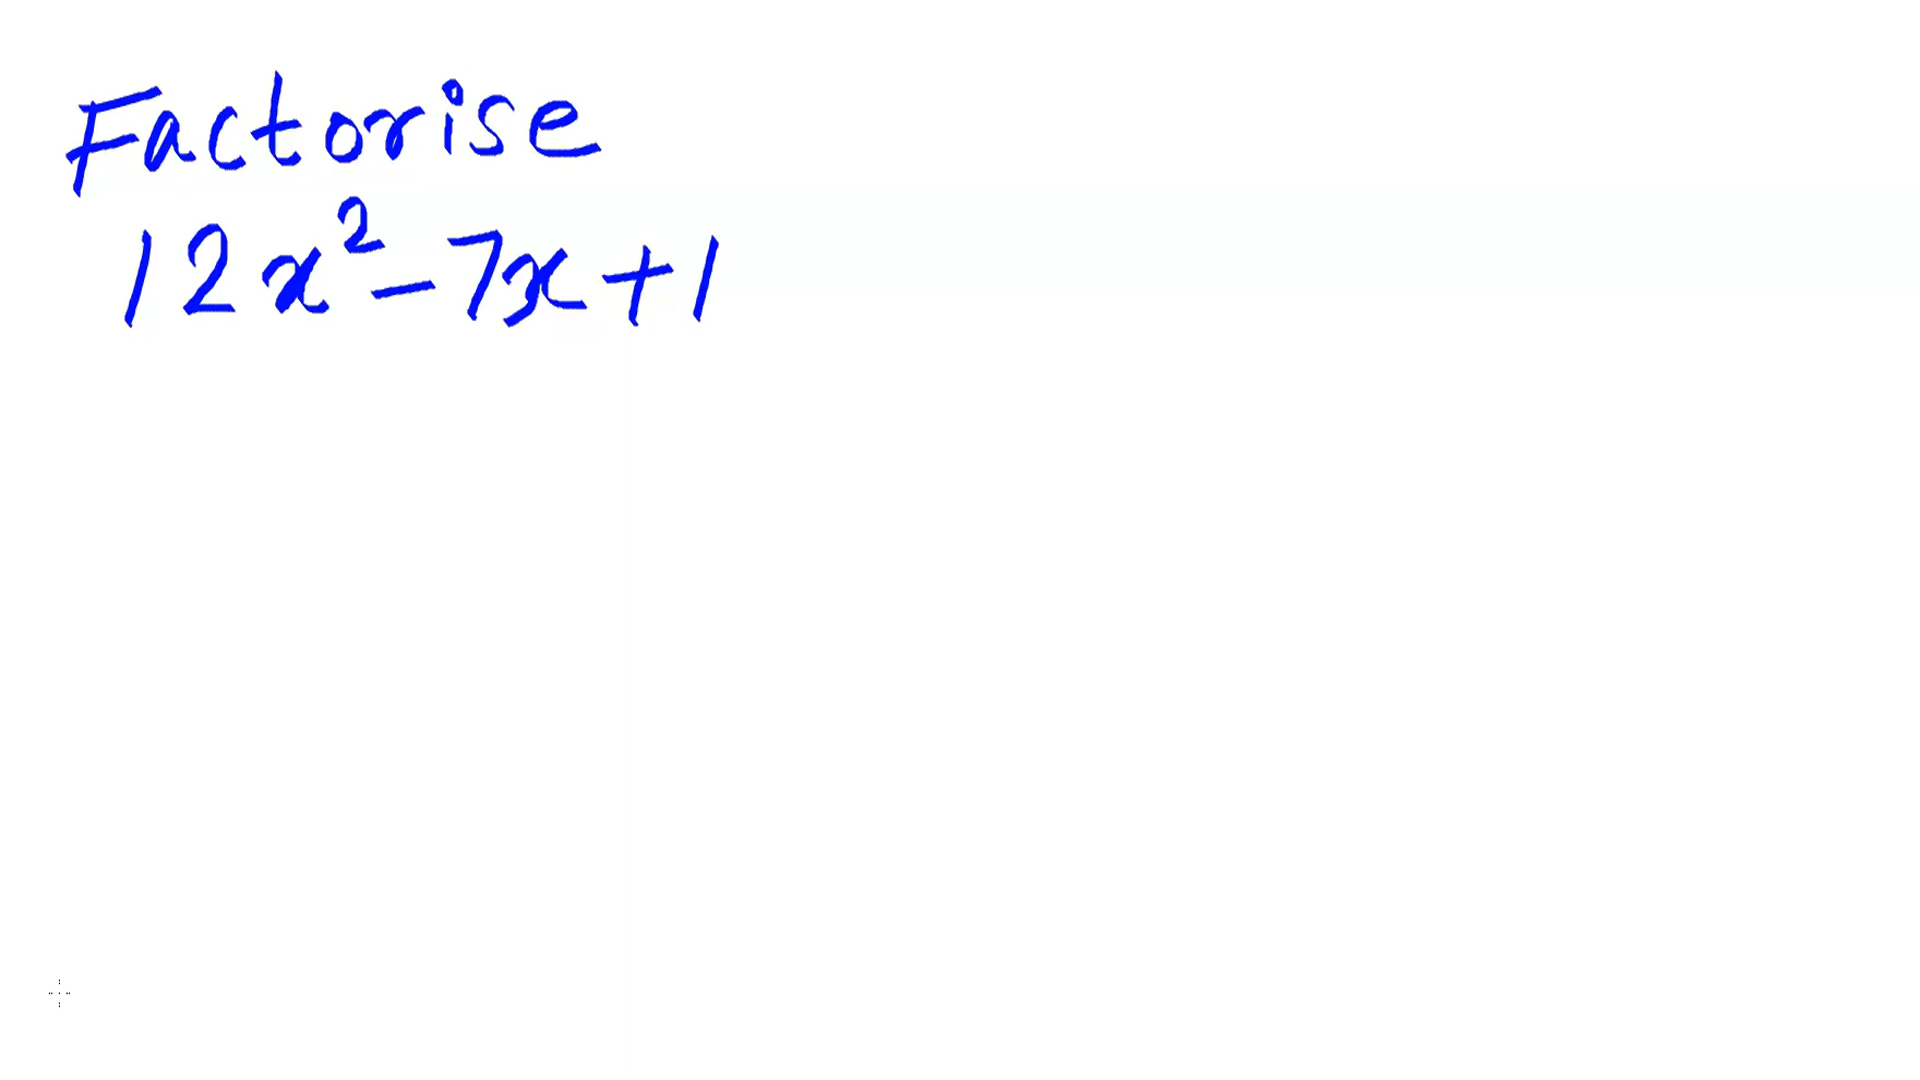 Factorise
12x² - 7x + 1